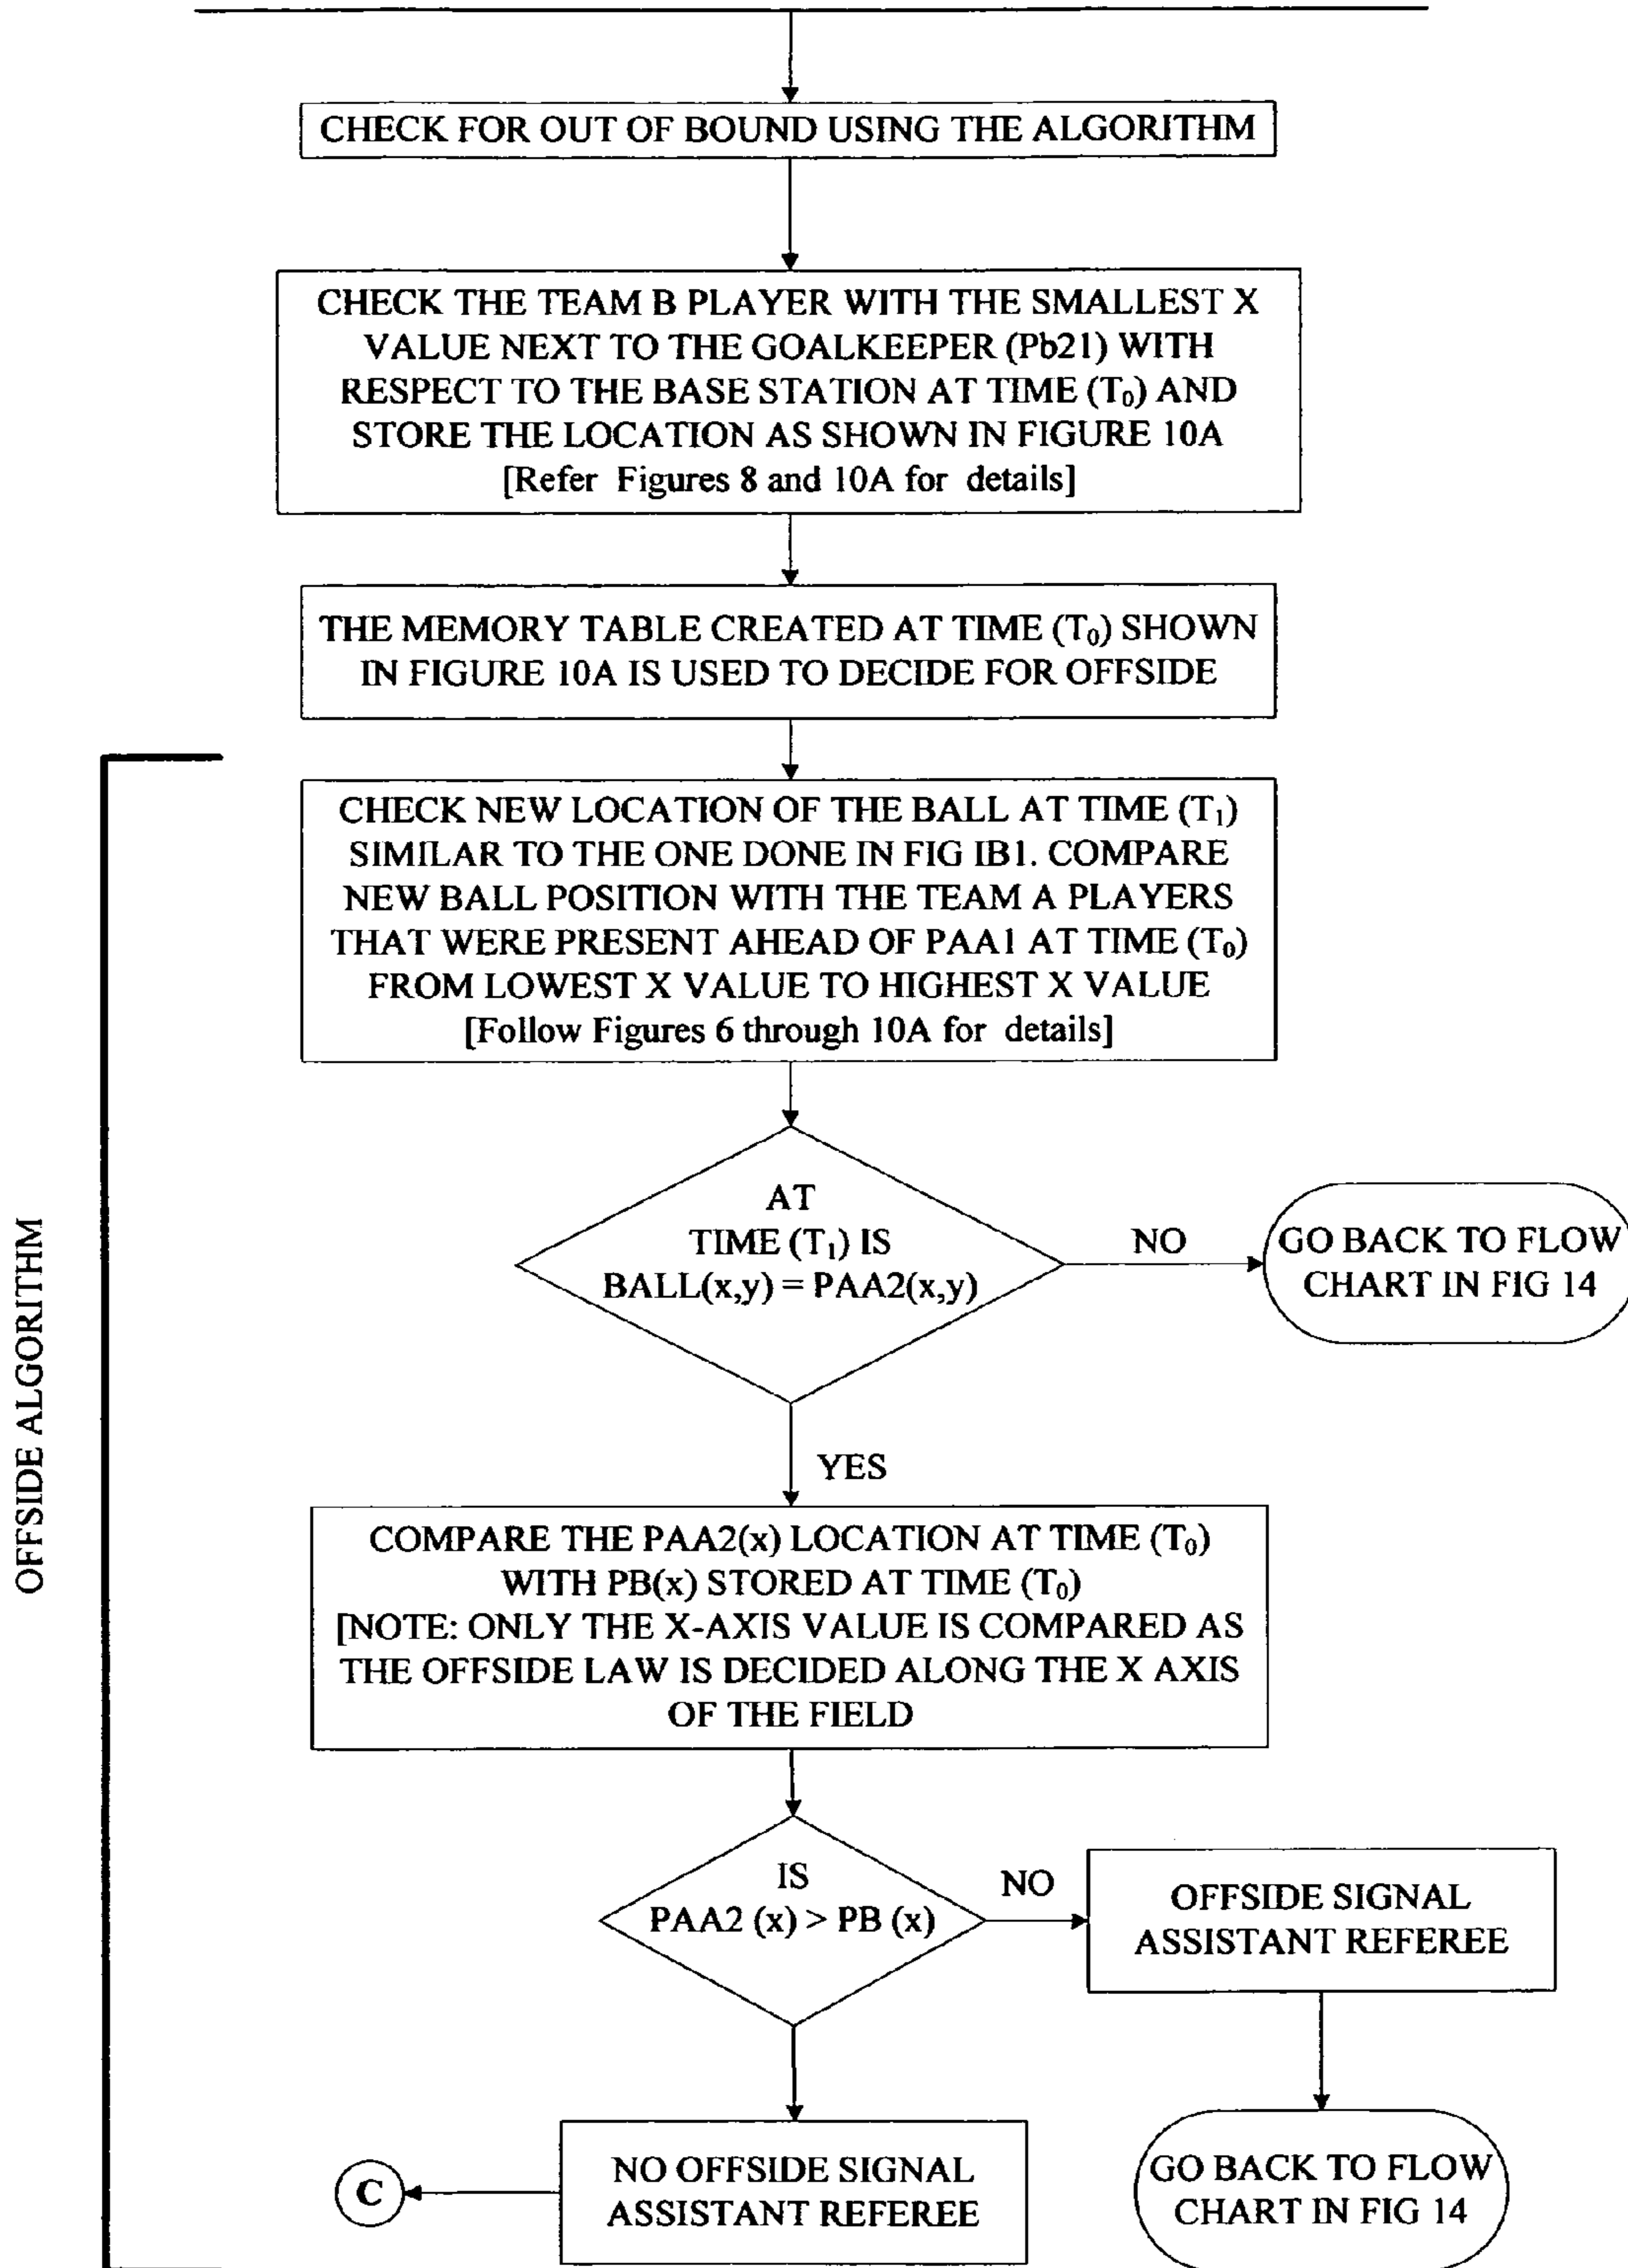 CHECK FOR OUT OF BOUND USING THE ALGORITHM
CHECK THE TEAM B PLAYER WITH THE SMALLEST X
VALUE NEXT TO THE GOALKEEPER (Pb21) WITH
RESPECT TO THE BASE STATION AT TIME (T₀) AND
STORE THE LOCATION AS SHOWN IN FIGURE 10A
[Refer Figures 8 and 10A for details]
THE MEMORY TABLE CREATED AT TIME (T₀) SHOWN
IN FIGURE 10A IS USED TO DECIDE FOR OFFSIDE
OFFSIDE ALGORITHM
CHECK NEW LOCATION OF THE BALL AT TIME (T₁)
SIMILAR TO THE ONE DONE IN FIG IB1. COMPARE
NEW BALL POSITION WITH THE TEAM A PLAYERS
THAT WERE PRESENT AHEAD OF PAA1 AT TIME (T₀)
FROM LOWEST X VALUE TO HIGHEST X VALUE
[Follow Figures 6 through 10A for details]
AT
TIME (T₁) IS
BALL(x,y) = PAA2(x,y)
NO
GO BACK TO FLOW
CHART IN FIG 14
YES
COMPARE THE PAA2(x) LOCATION AT TIME (T₀)
WITH PB(x) STORED AT TIME (T₀)
[NOTE: ONLY THE X-AXIS VALUE IS COMPARED AS
THE OFFSIDE LAW IS DECIDED ALONG THE X AXIS
OF THE FIELD
IS
PAA2 (x) > PB (x)
NO
OFFSIDE SIGNAL
ASSISTANT REFEREE
NO OFFSIDE SIGNAL
ASSISTANT REFEREE
C
GO BACK TO FLOW
CHART IN FIG 14